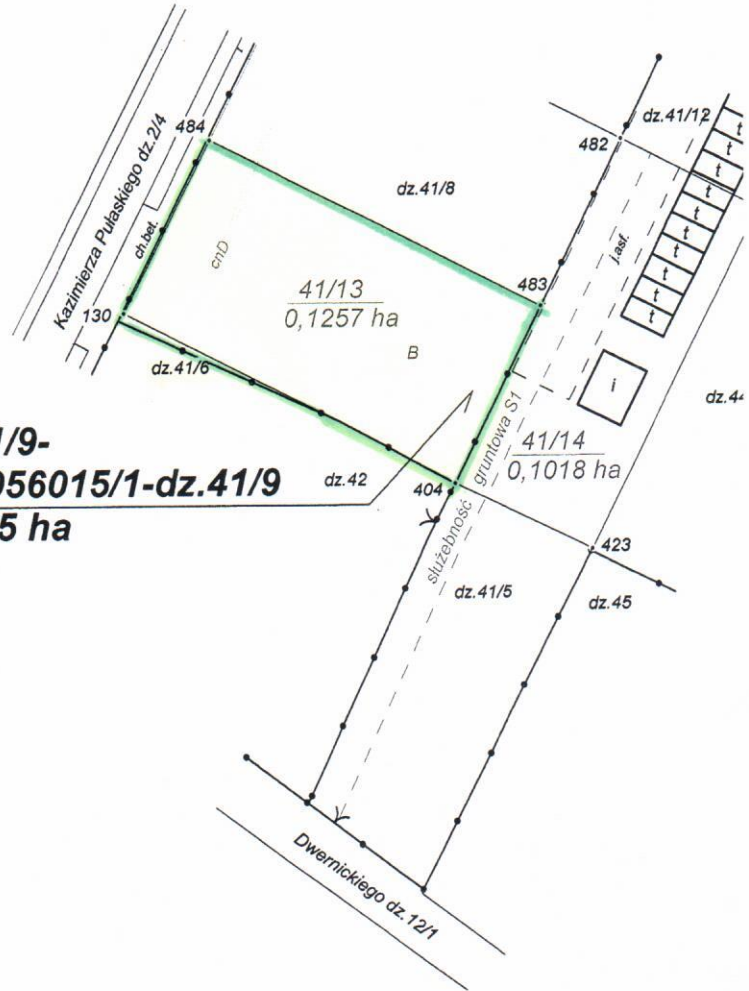 Kazimierza Pułaskiego dz.2/4
484
ch.bet.
cnD
dz.41/8
482
dz.41/12
t
t
t
t
t
t
t
t
j.asf.
483
41/13
0,1257 ha
B
130
dz.41/6
i
dz.44
1/9-
056015/1-dz.41/9
5 ha
dz.42
404
służebność gruntowa S1
41/14
0,1018 ha
423
dz.41/5
dz.45
Dwernickiego dz.12/1